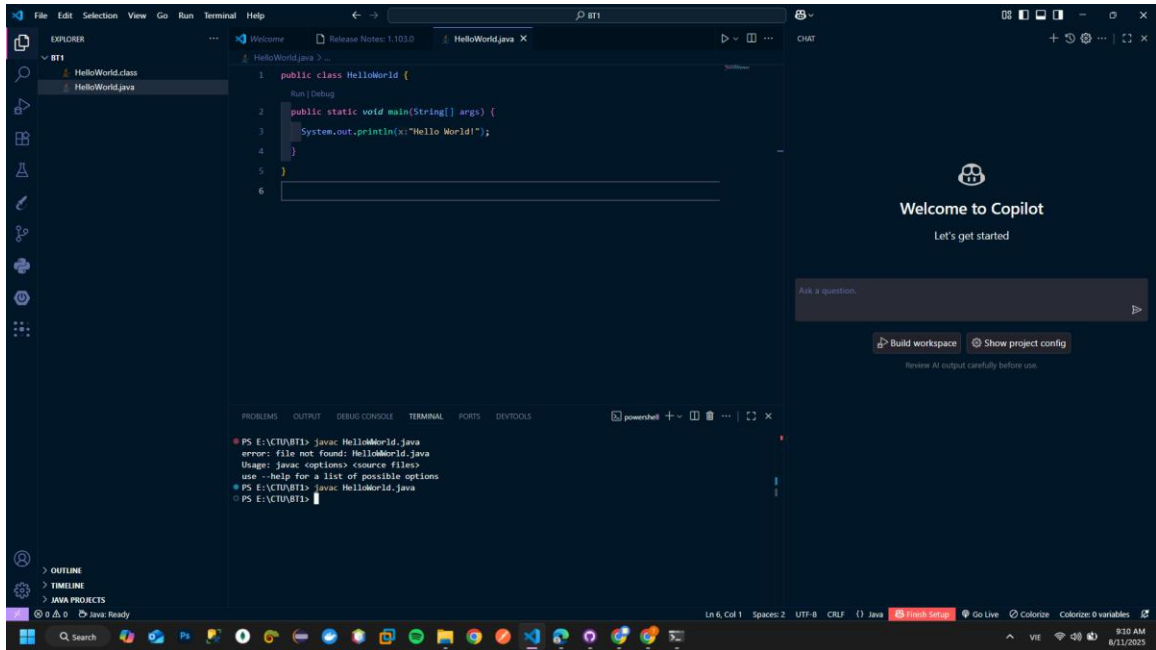 File Edit Selection View Go Run Terminal Help
BT1
EXPLORER
BT1
HelloWorld.class
HelloWorld.java
OUTLINE
TIMELINE
JAVA PROJECTS
Welcome
Release Notes: 1.103.0
HelloWorld.java
HelloWorld.java > ...
1 public class HelloWorld {
Run | Debug
2 public static void main(String[] args) {
3 System.out.println(x:"Hello World!");
4 }
5 }
6
PROBLEMS OUTPUT DEBUG CONSOLE TERMINAL PORTS DEVTOOLS
powershell
PS E:\CTU\BT1> javac HelloWWorld.java
error: file not found: HelloWWorld.java
Usage: javac <options> <source files>
use --help for a list of possible options
PS E:\CTU\BT1> javac HelloWorld.java
PS E:\CTU\BT1>
CHAT
Welcome to Copilot
Let's get started
Ask a question.
Build workspace Show project config
Review AI output carefully before use.
0 0 Java: Ready
Ln 6, Col 1 Spaces: 2 UTF-8 CRLF {} Java Finish Setup Go Live Colorize Colorize: 0 variables
Search
Ps
VIE
9:10 AM
8/11/2025